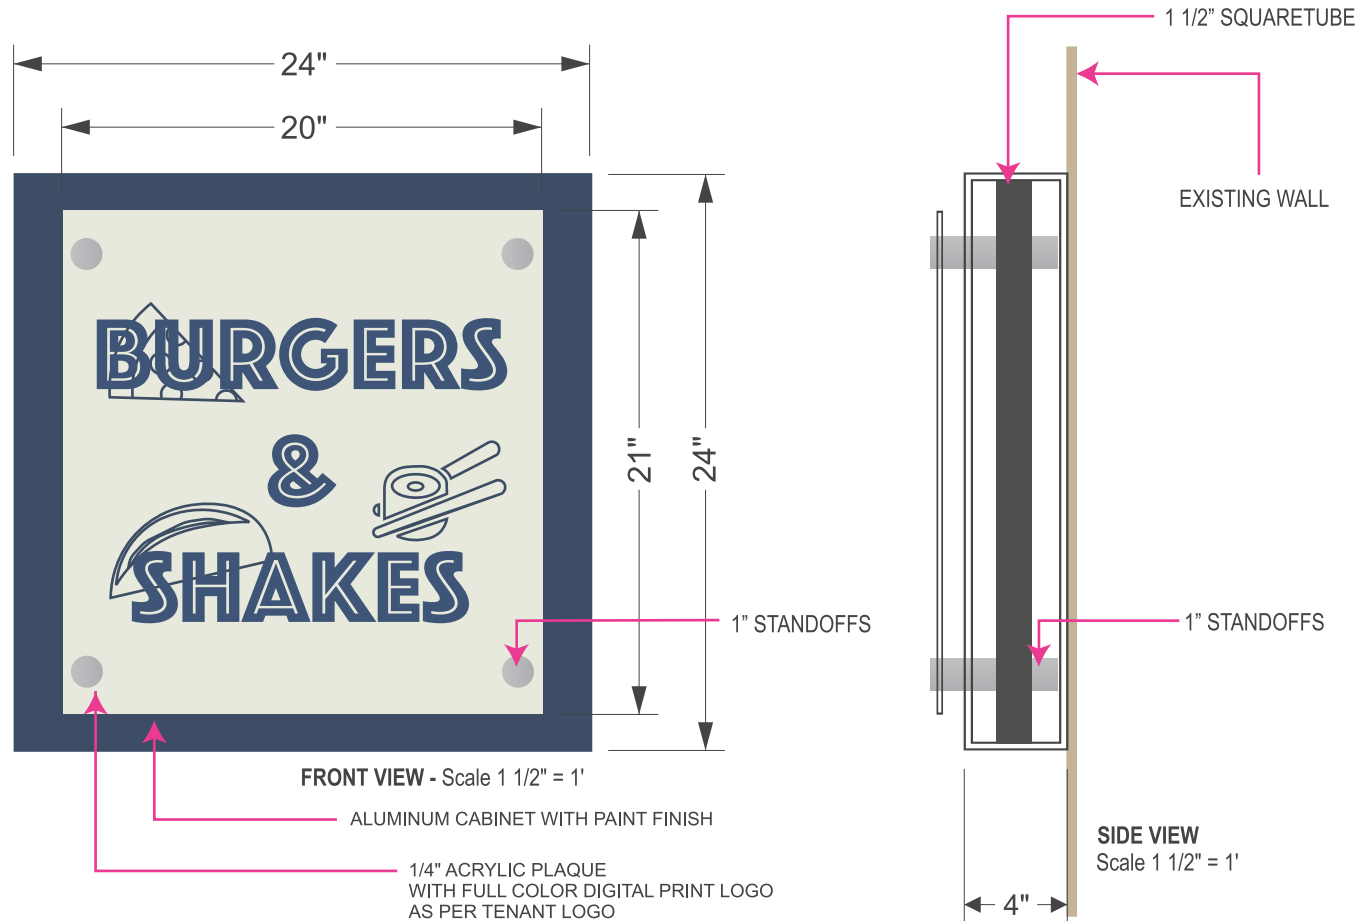 1 1/2” SQUARETUBE
24"
20"
EXISTING WALL
BURGERS
&
SHAKES
21"
24"
1” STANDOFFS
1” STANDOFFS
FRONT VIEW - Scale 1 1/2" = 1'
ALUMINUM CABINET WITH PAINT FINISH
SIDE VIEW
Scale 1 1/2" = 1'
1/4" ACRYLIC PLAQUE
WITH FULL COLOR DIGITAL PRINT LOGO
AS PER TENANT LOGO
4"